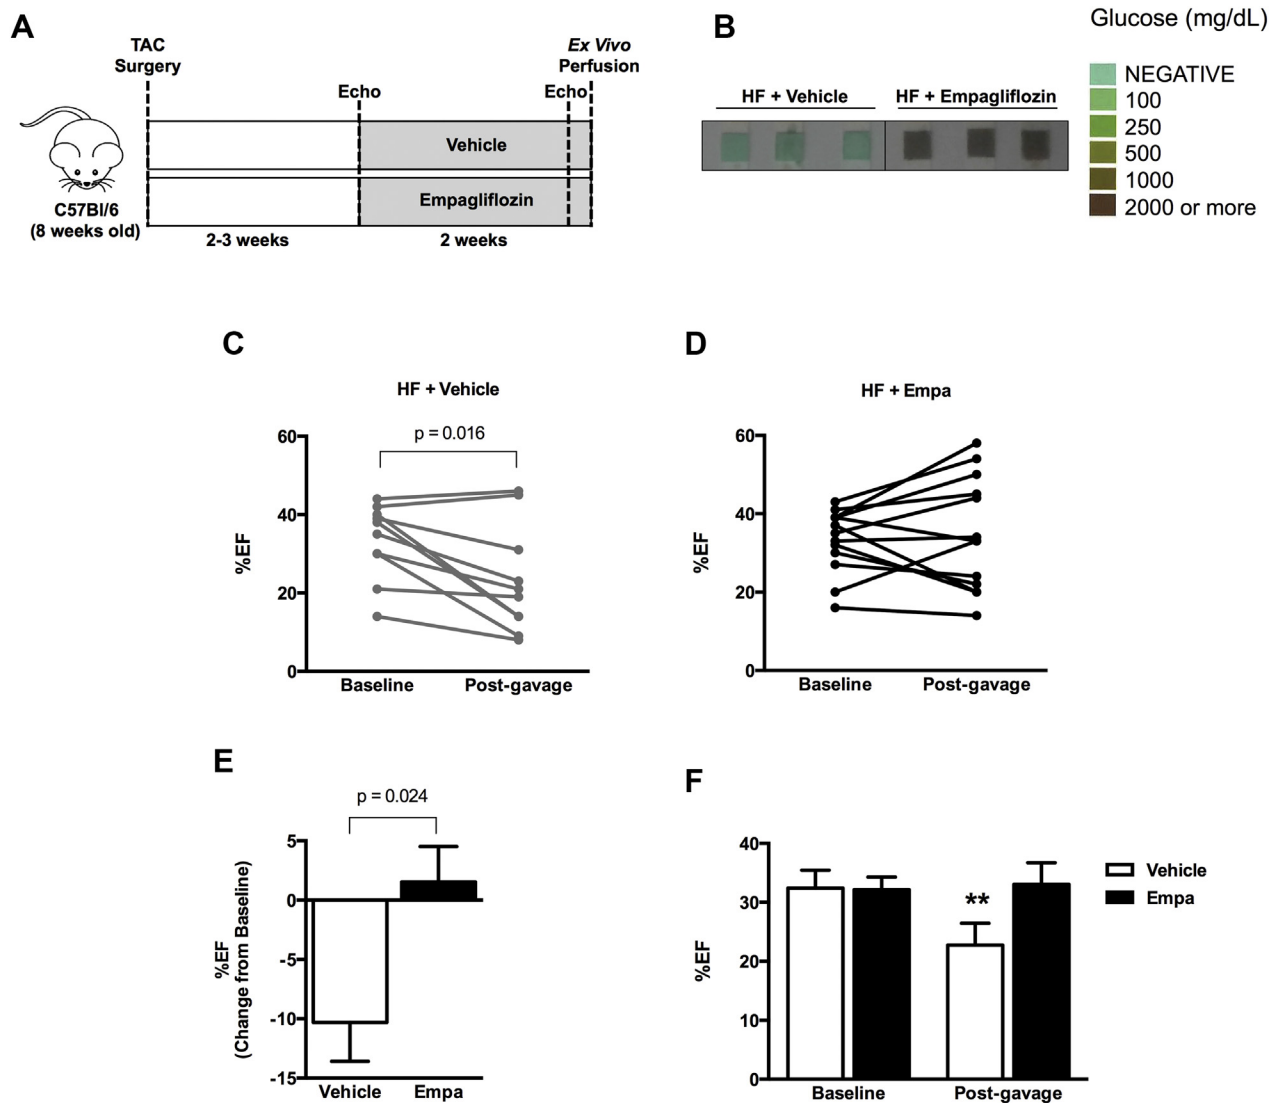 A
TAC
Surgery
Echo
Ex Vivo
Perfusion
Echo
Vehicle
Empagliflozin
C57Bl/6
(8 weeks old)
2-3 weeks
2 weeks
B
Glucose (mg/dL)
HF + Vehicle
HF + Empagliflozin
NEGATIVE
100
250
500
1000
2000 or more
C
HF + Vehicle
p = 0.016
60
40
20
0
%EF
Baseline
Post-gavage
D
HF + Empa
60
40
20
0
%EF
Baseline
Post-gavage
E
p = 0.024
5
0
-5
-10
-15
%EF
(Change from Baseline)
Vehicle
Empa
F
40
30
20
10
0
%EF
**
Vehicle
Empa
Baseline
Post-gavage